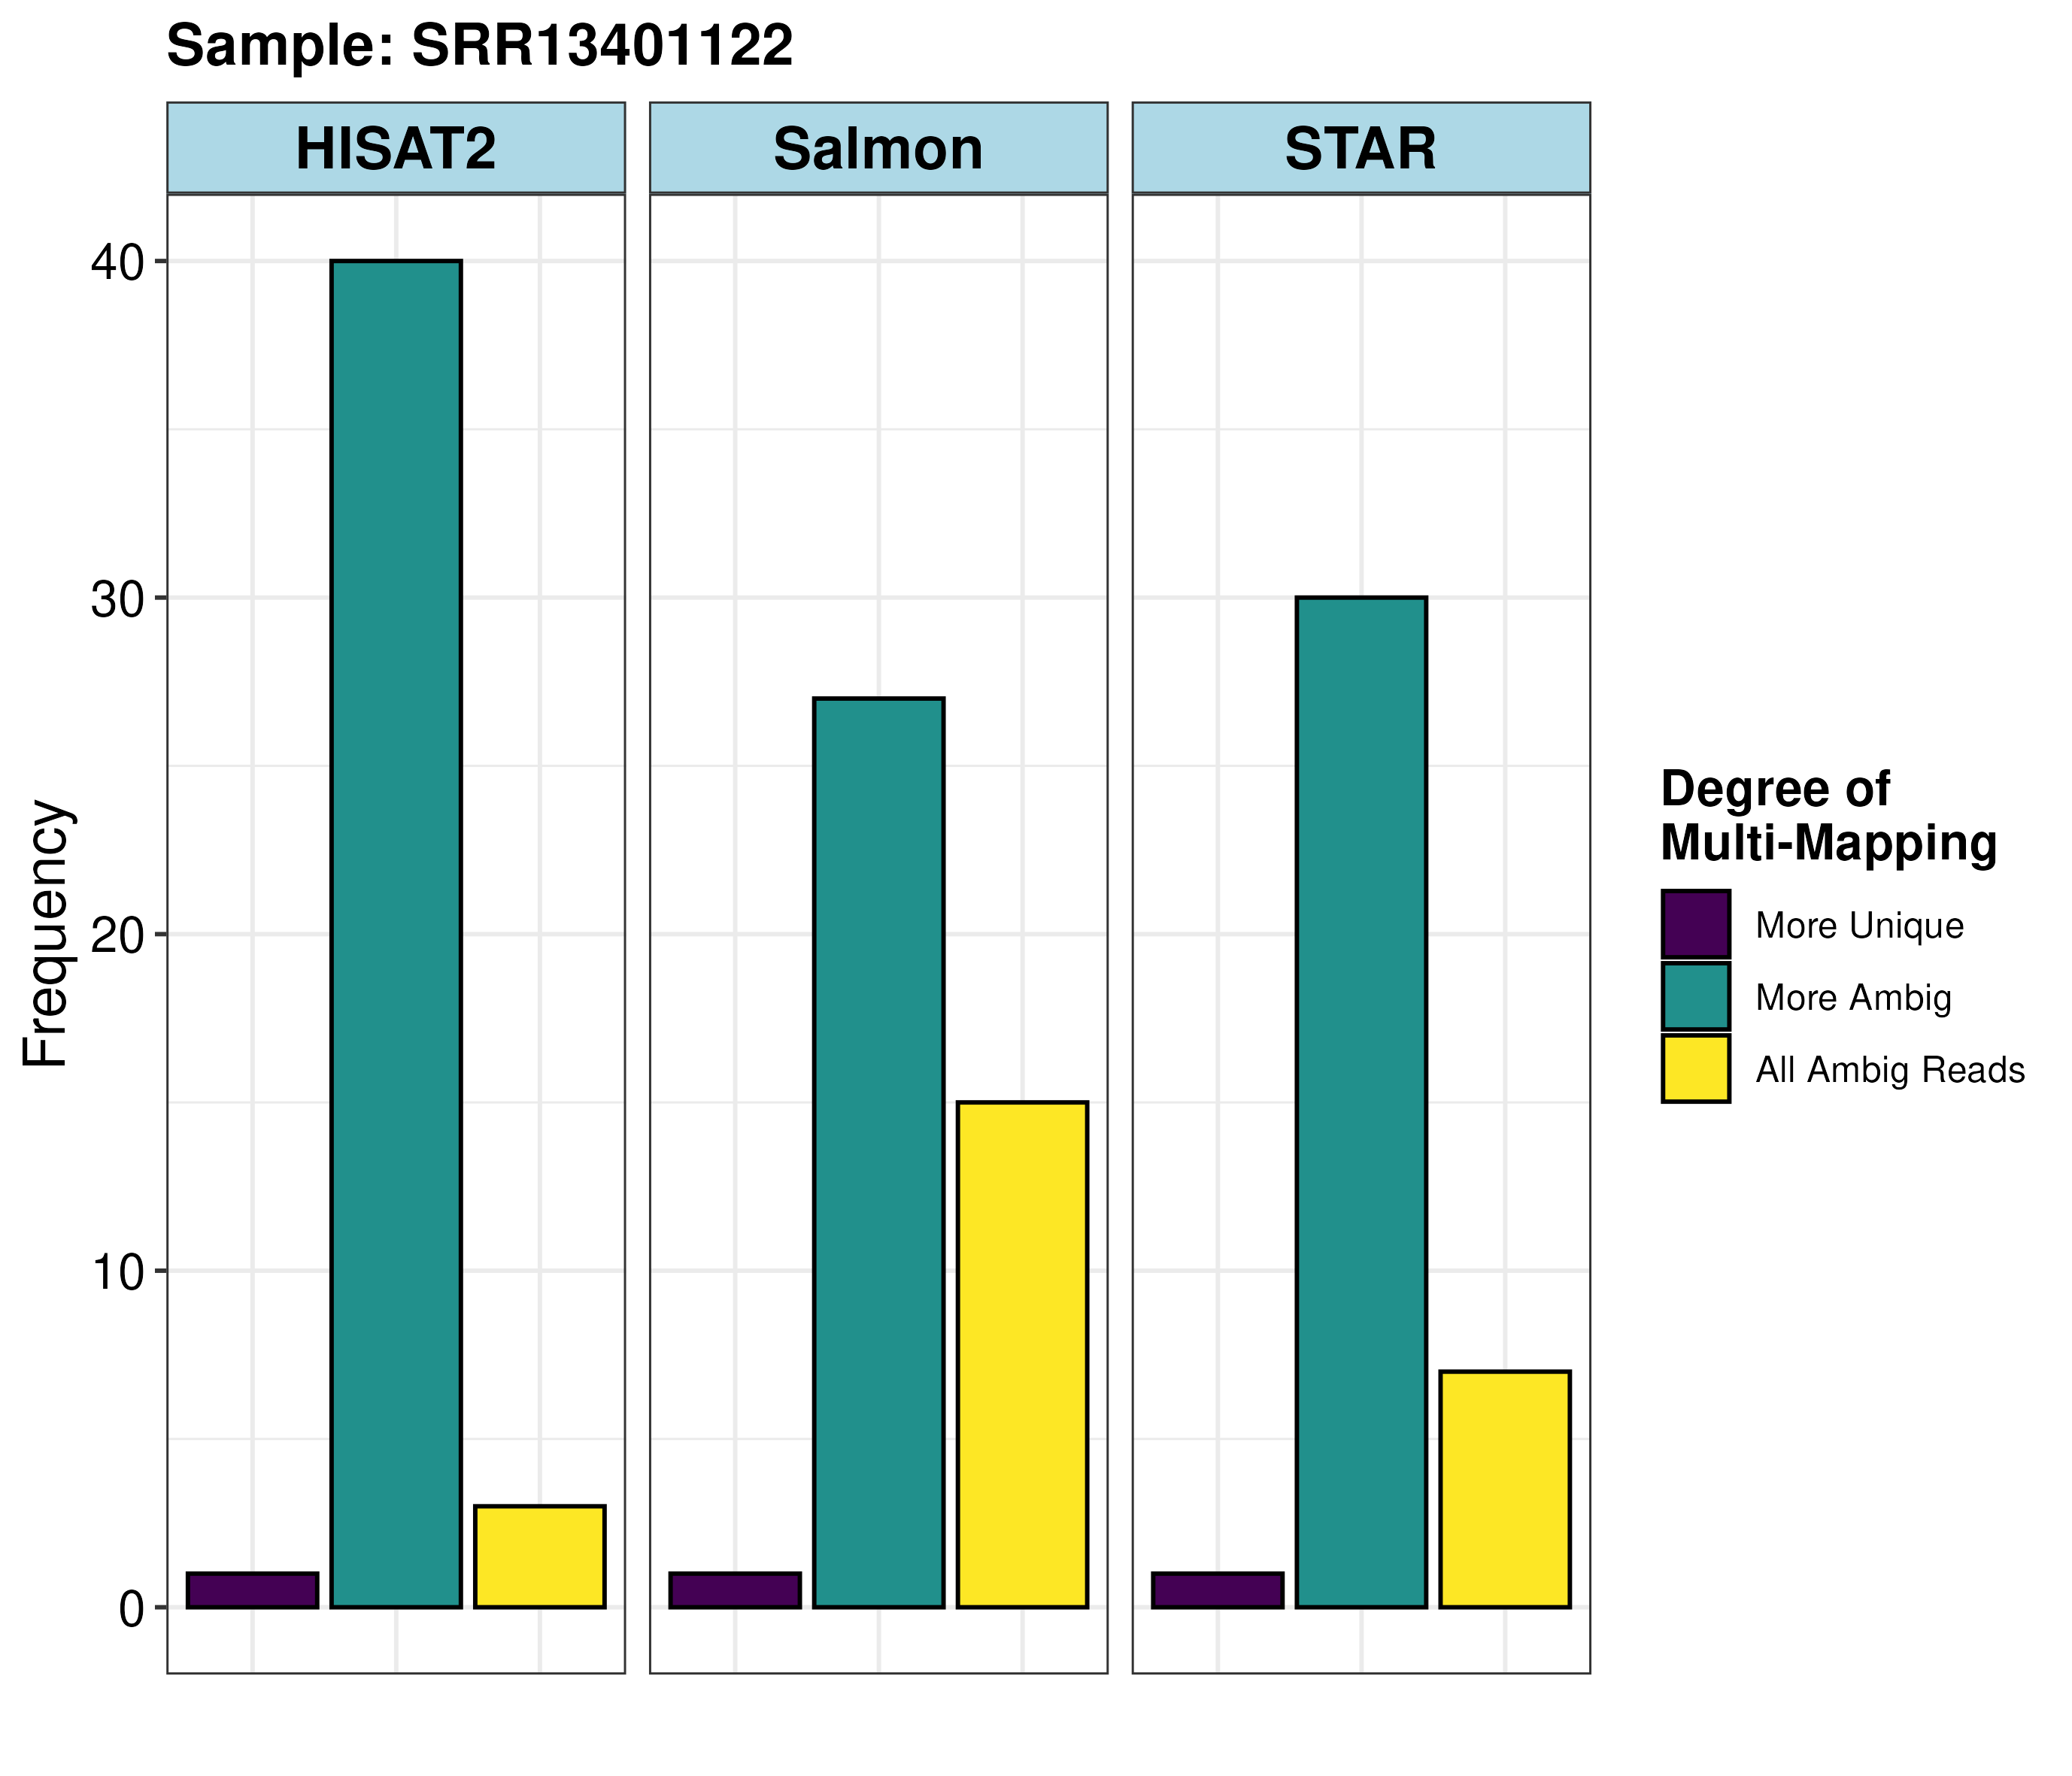 Sample: SRR13401122
HISAT2
Salmon
STAR
40
30
20
10
0
Frequency
Degree of
Multi-Mapping
More Unique
More Ambig
All Ambig Reads